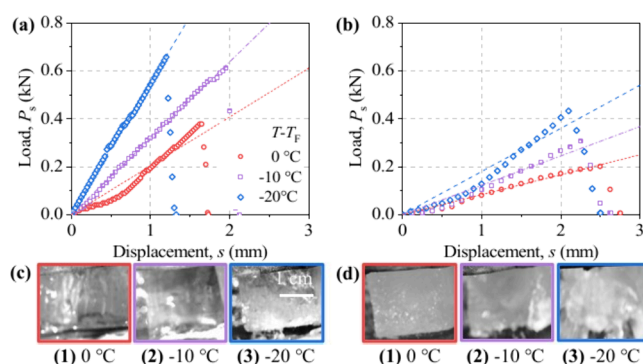 (a)
0.8
0.6
0.4
0.2
0.0
Load, Pₛ (kN)
T-T_F
0 °C
-10 °C
-20°C
0 1 2 3
Displacement, s (mm)
(b)
0.8
0.6
0.4
0.2
0.0
Load, Pₛ (kN)
0 1 2 3
Displacement, s (mm)
(c)
1 cm
(1) 0 °C (2) -10 °C (3) -20 °C
(d)
(1) 0 °C (2) -10 °C (3) -20 °C